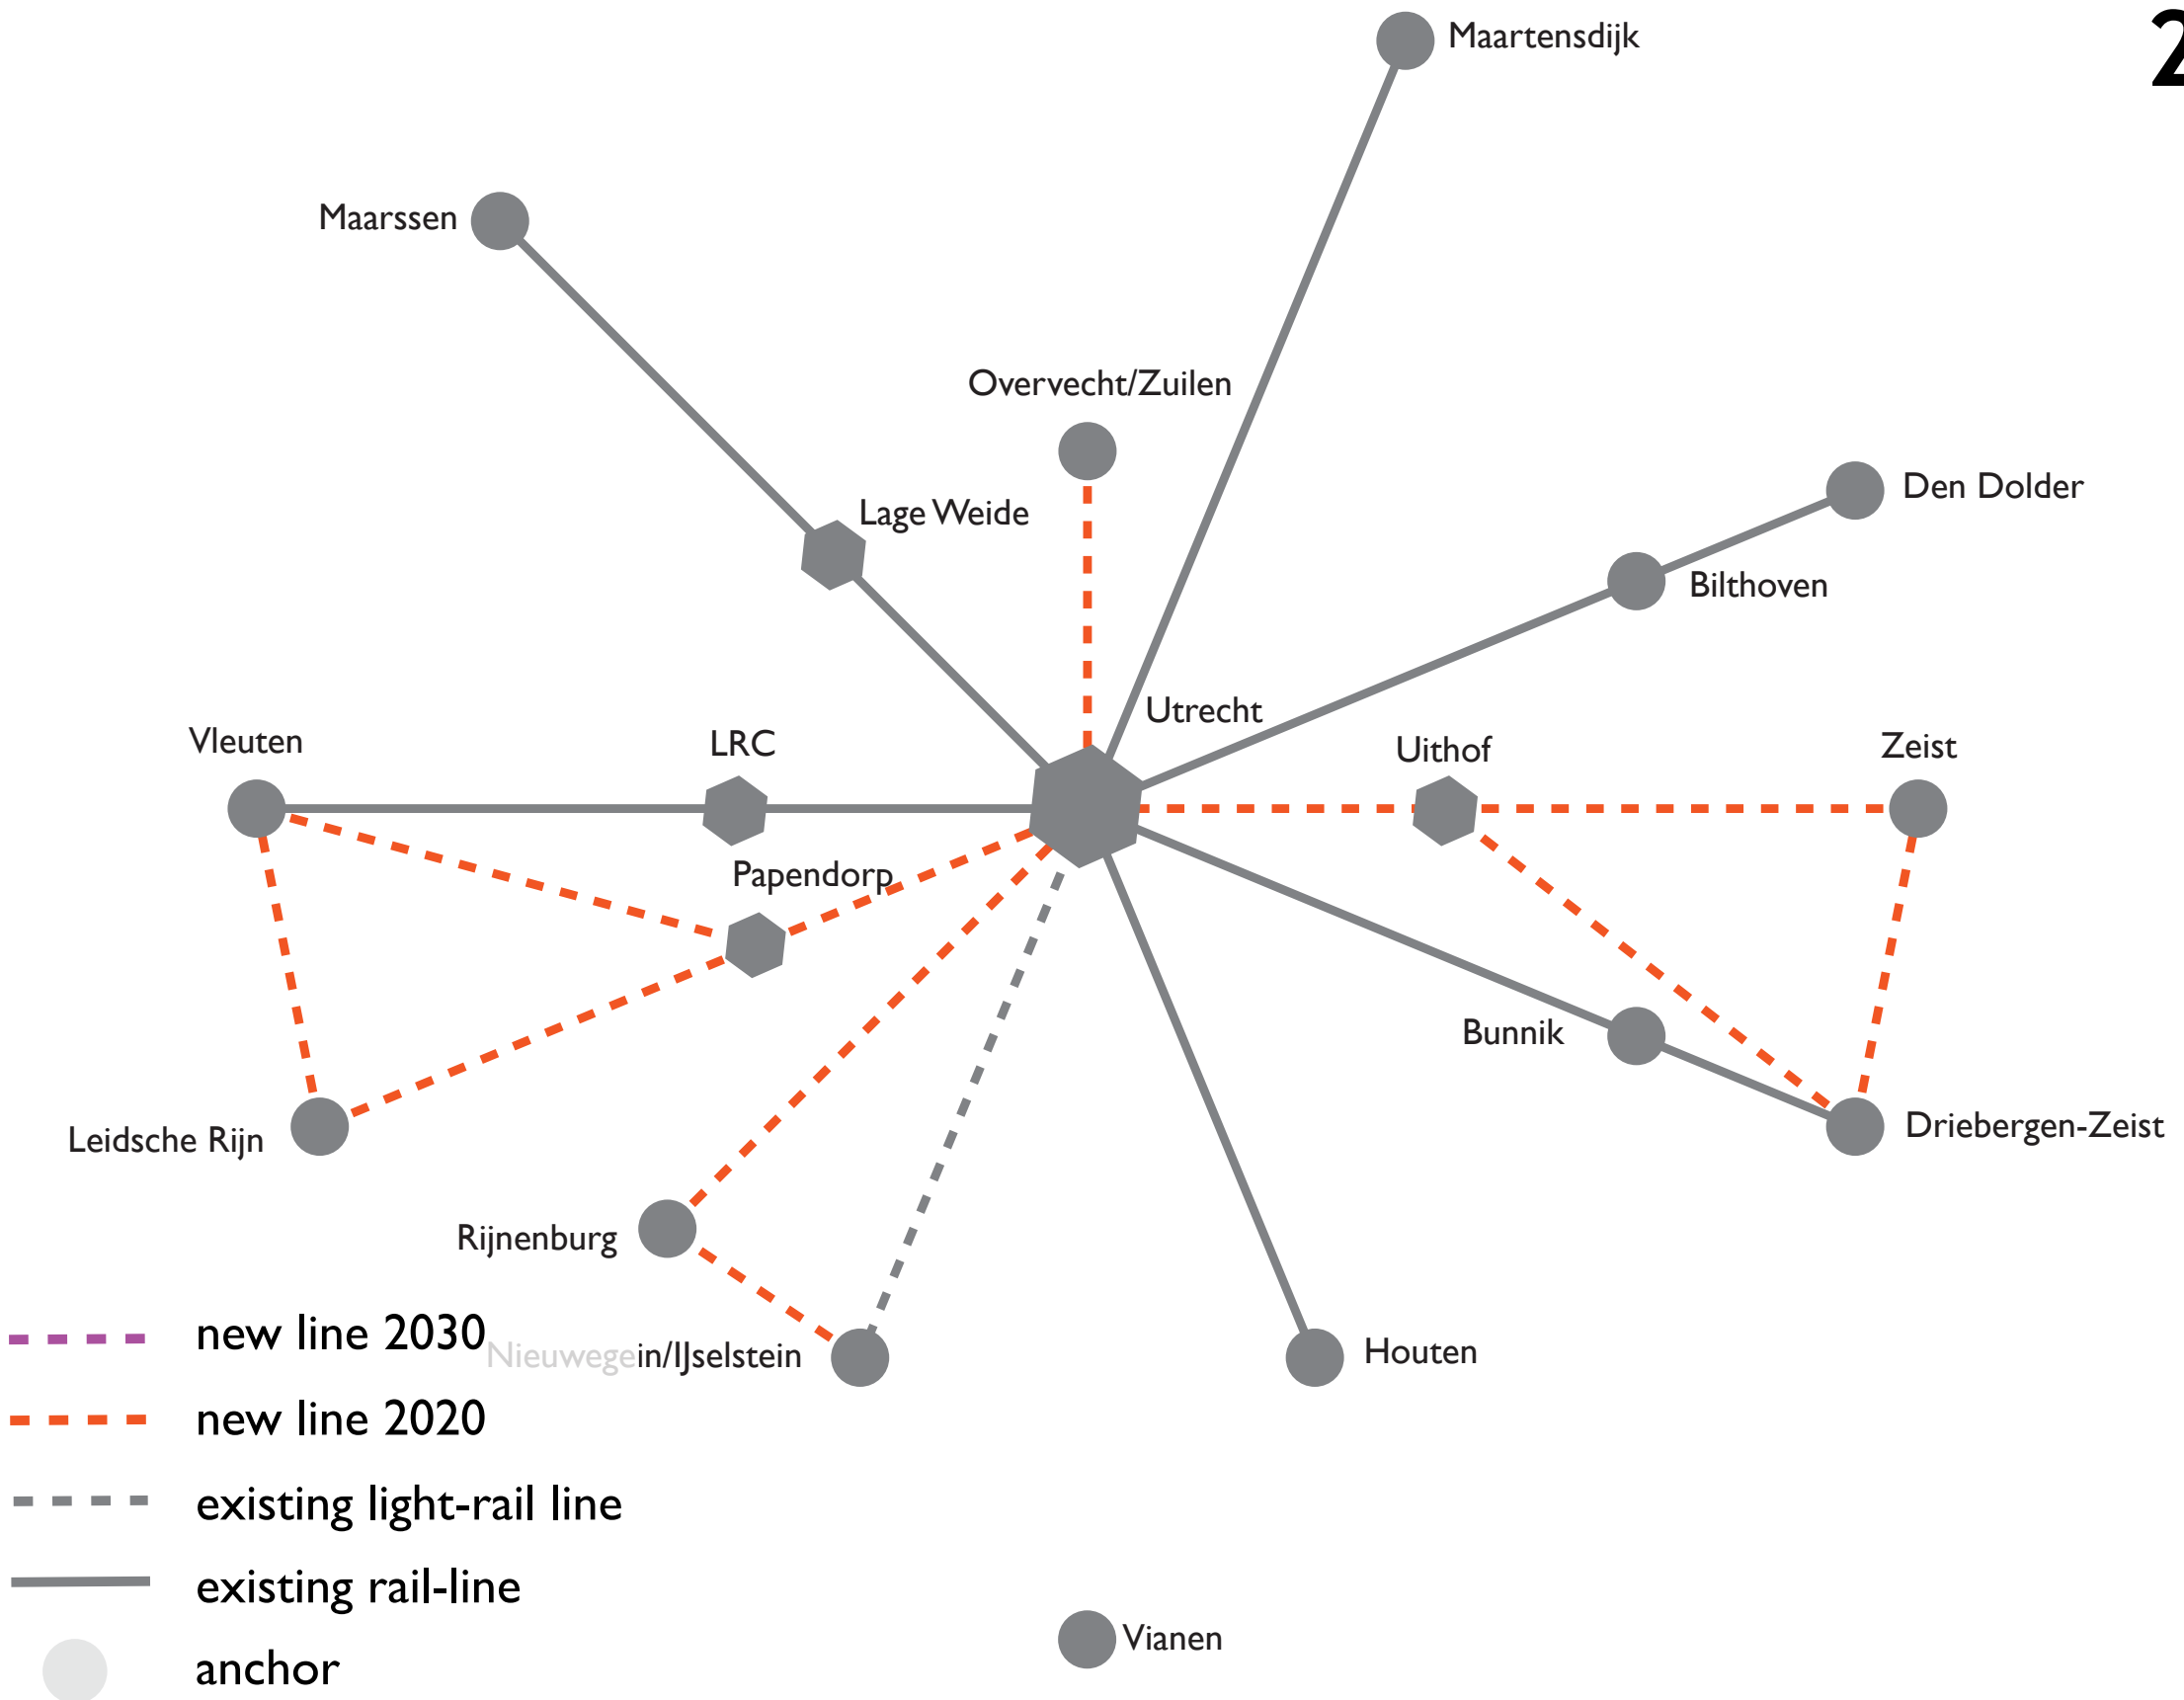 2
Maartensdijk
Maarssen
Overvecht/Zuilen
Den Dolder
Lage Weide
Bilthoven
Utrecht
Vleuten
LRC
Uithof
Zeist
Papendorp
Bunnik
Leidsche Rijn
Driebergen-Zeist
Rijnenburg
new line 2030
Nieuwegein/IJselstein
Houten
new line 2020
existing light-rail line
existing rail-line
Vianen
anchor